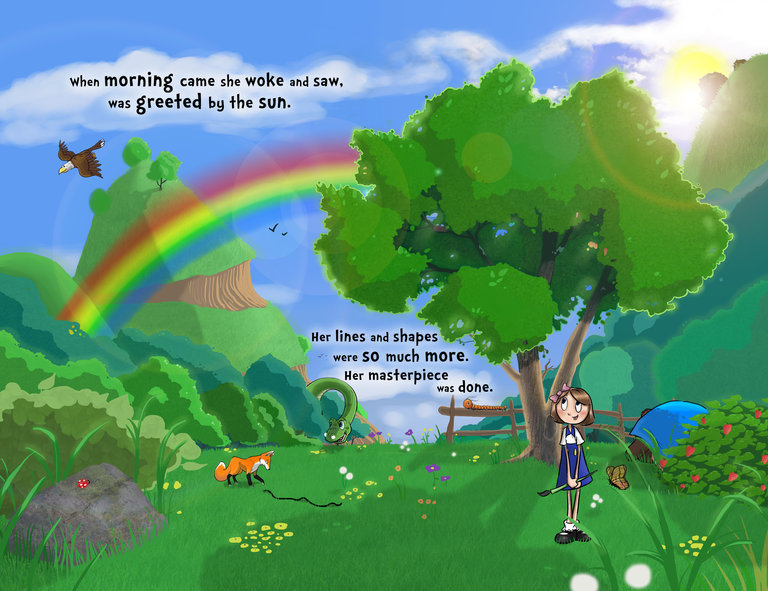 When morning came she woke and saw,
was greeted by the sun.
Her lines and shapes
were so much more.
Her masterpiece
was done.